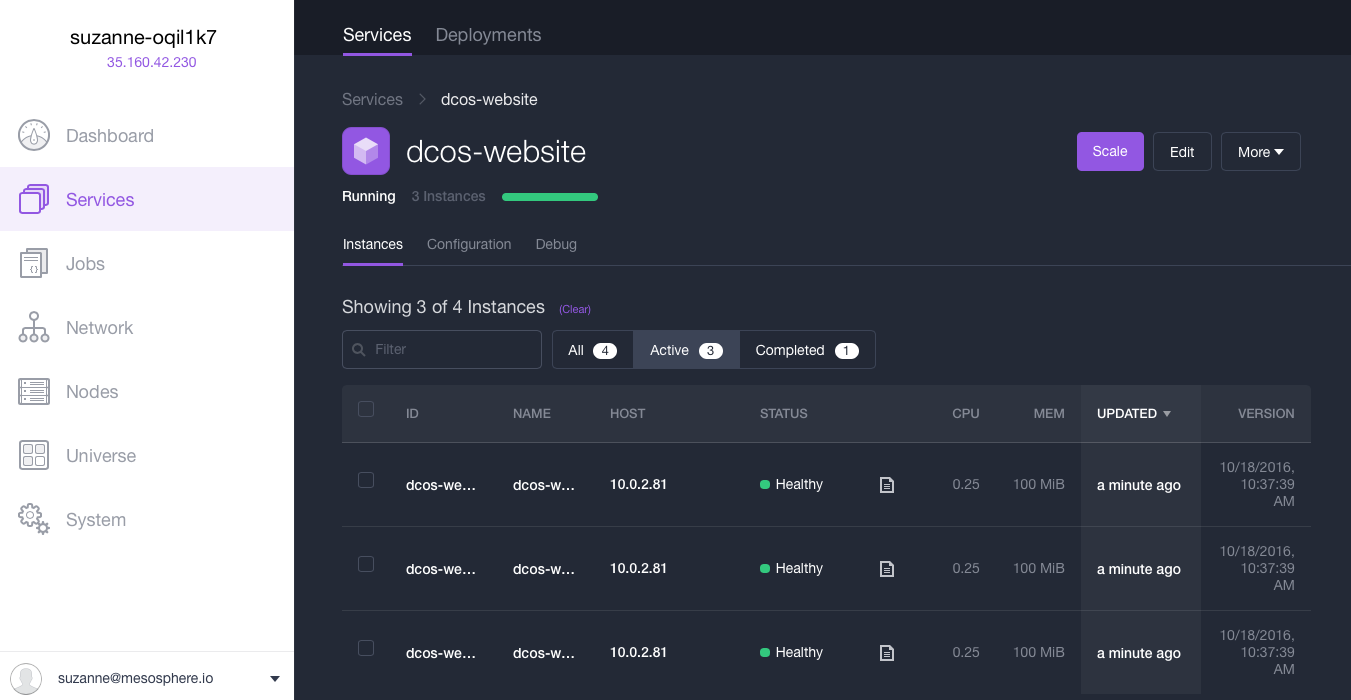 suzanne-oqil1k7
35.160.42.230
Dashboard
Services
Jobs
Network
Nodes
Universe
System
suzanne@mesosphere.io
Services Deployments
Services dcos-website
dcos-website
Scale Edit More
Running 3 Instances
Instances Configuration Debug
Showing 3 of 4 Instances (Clear)
Filter All 4 Active 3 Completed 1
ID NAME HOST STATUS CPU MEM UPDATED VERSION
dcos-we... dcos-w... 10.0.2.81 Healthy 0.25 100 MiB a minute ago 10/18/2016,
10:37:39
AM
dcos-we... dcos-w... 10.0.2.81 Healthy 0.25 100 MiB a minute ago 10/18/2016,
10:37:39
AM
dcos-we... dcos-w... 10.0.2.81 Healthy 0.25 100 MiB a minute ago 10/18/2016,
10:37:39
AM